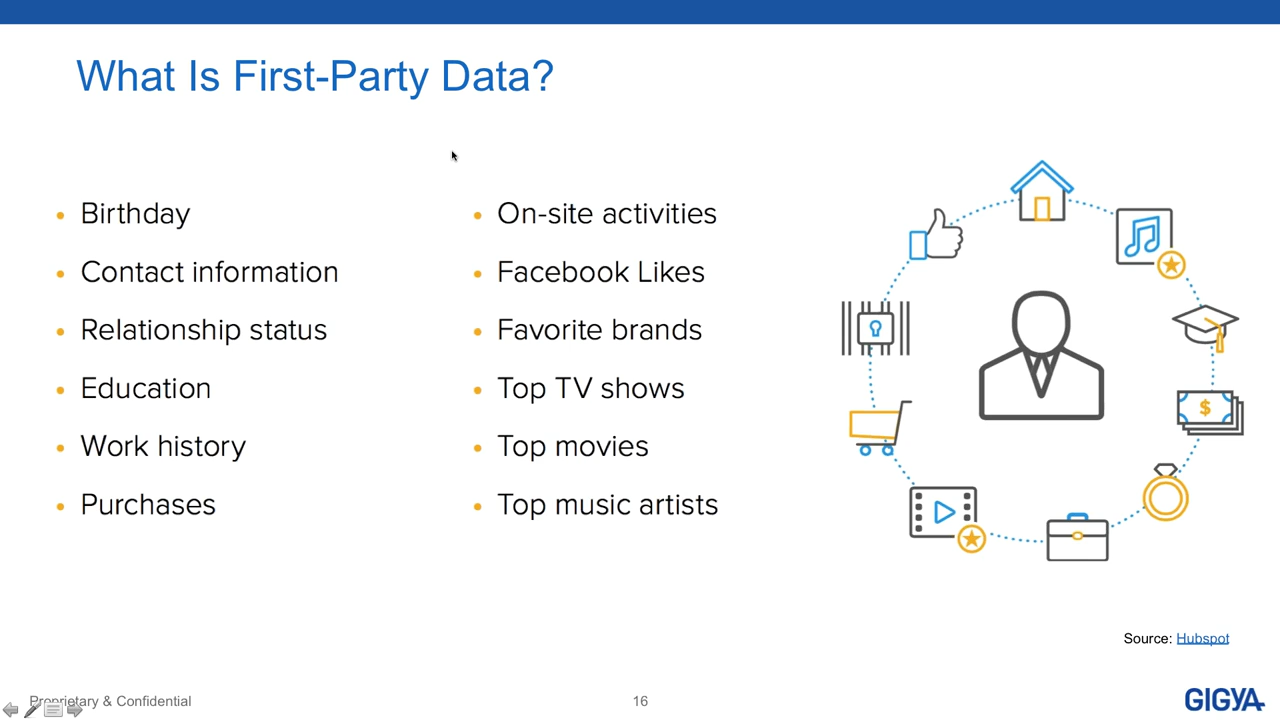 What Is First-Party Data?
• Birthday
• Contact information
• Relationship status
• Education
• Work history
• Purchases
• On-site activities
• Facebook Likes
• Favorite brands
• Top TV shows
• Top movies
• Top music artists
$
Source: Hubspot
Proprietary & Confidential
16
GIGYA